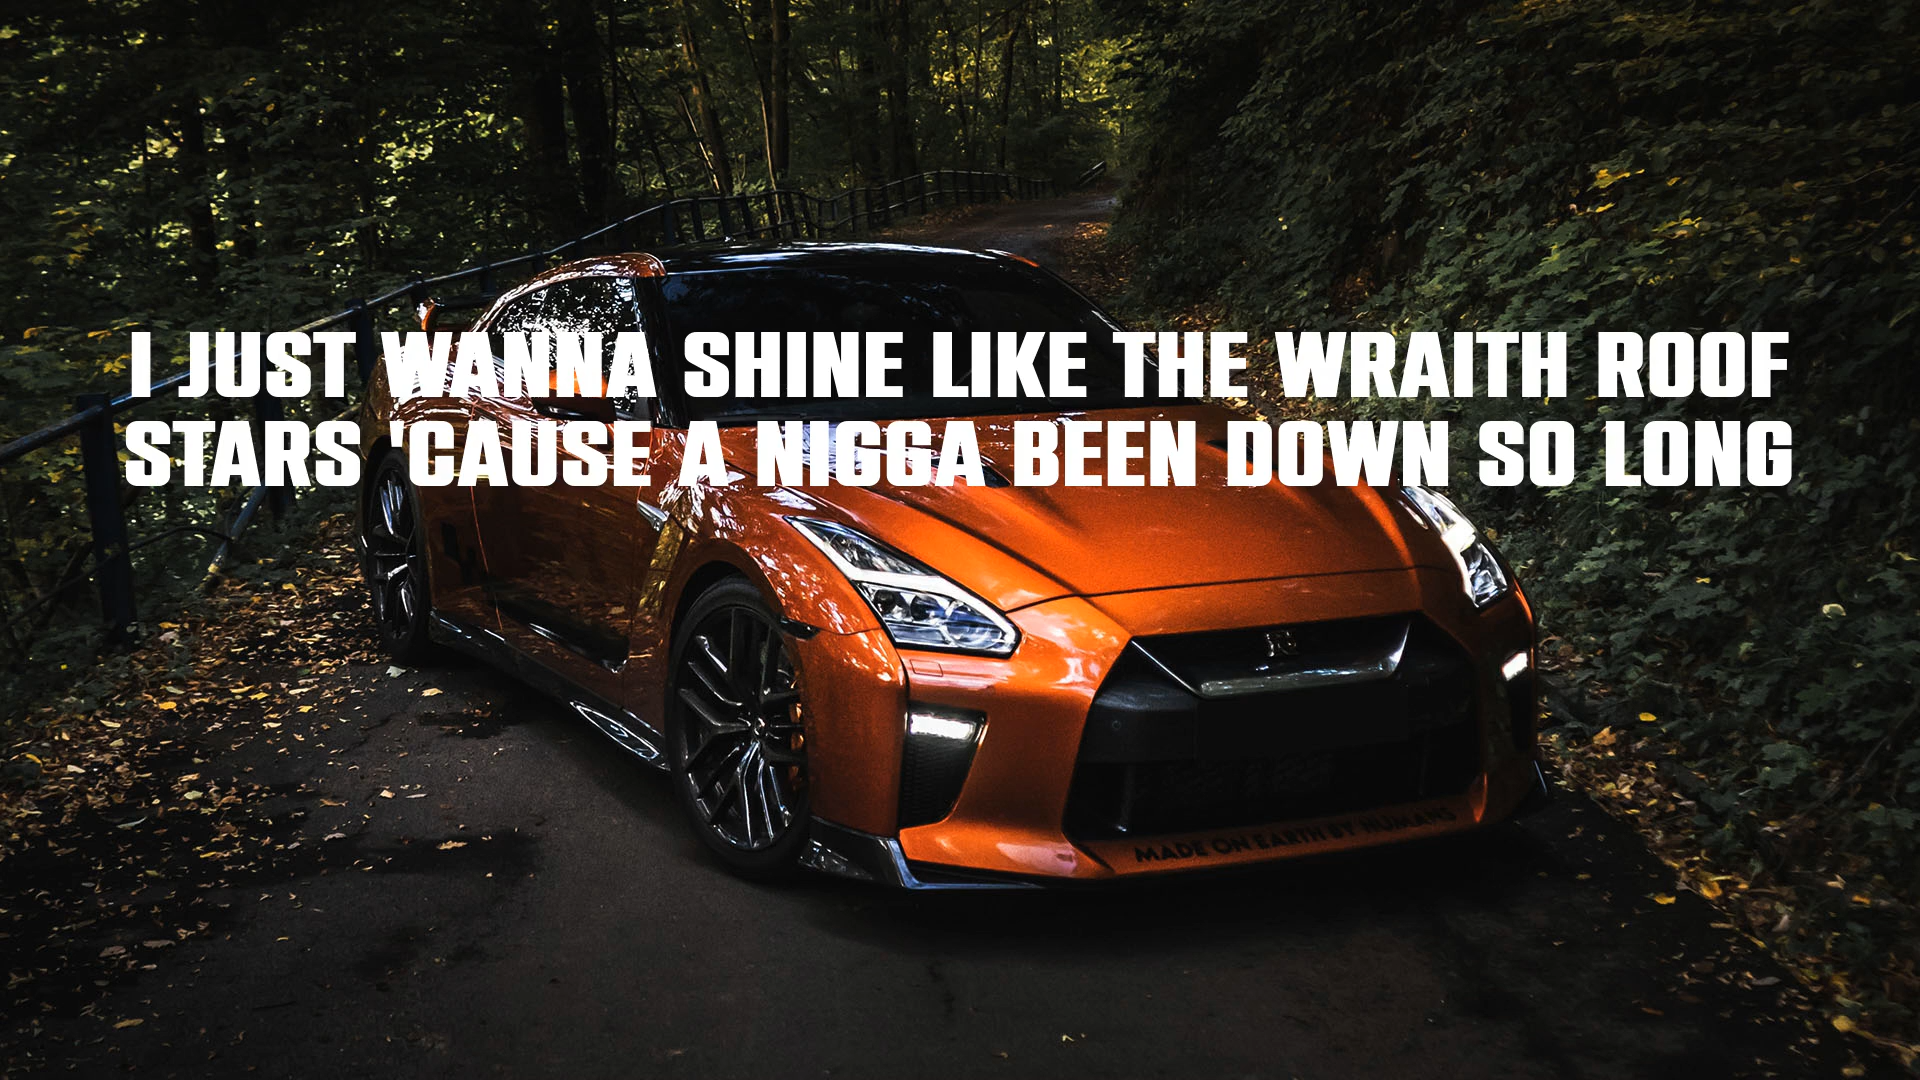 I JUST WANNA SHINE LIKE THE WRAITH ROOF
STARS 'CAUSE A NIGGA BEEN DOWN SO LONG
MADE ON EARTH BY HUMANS